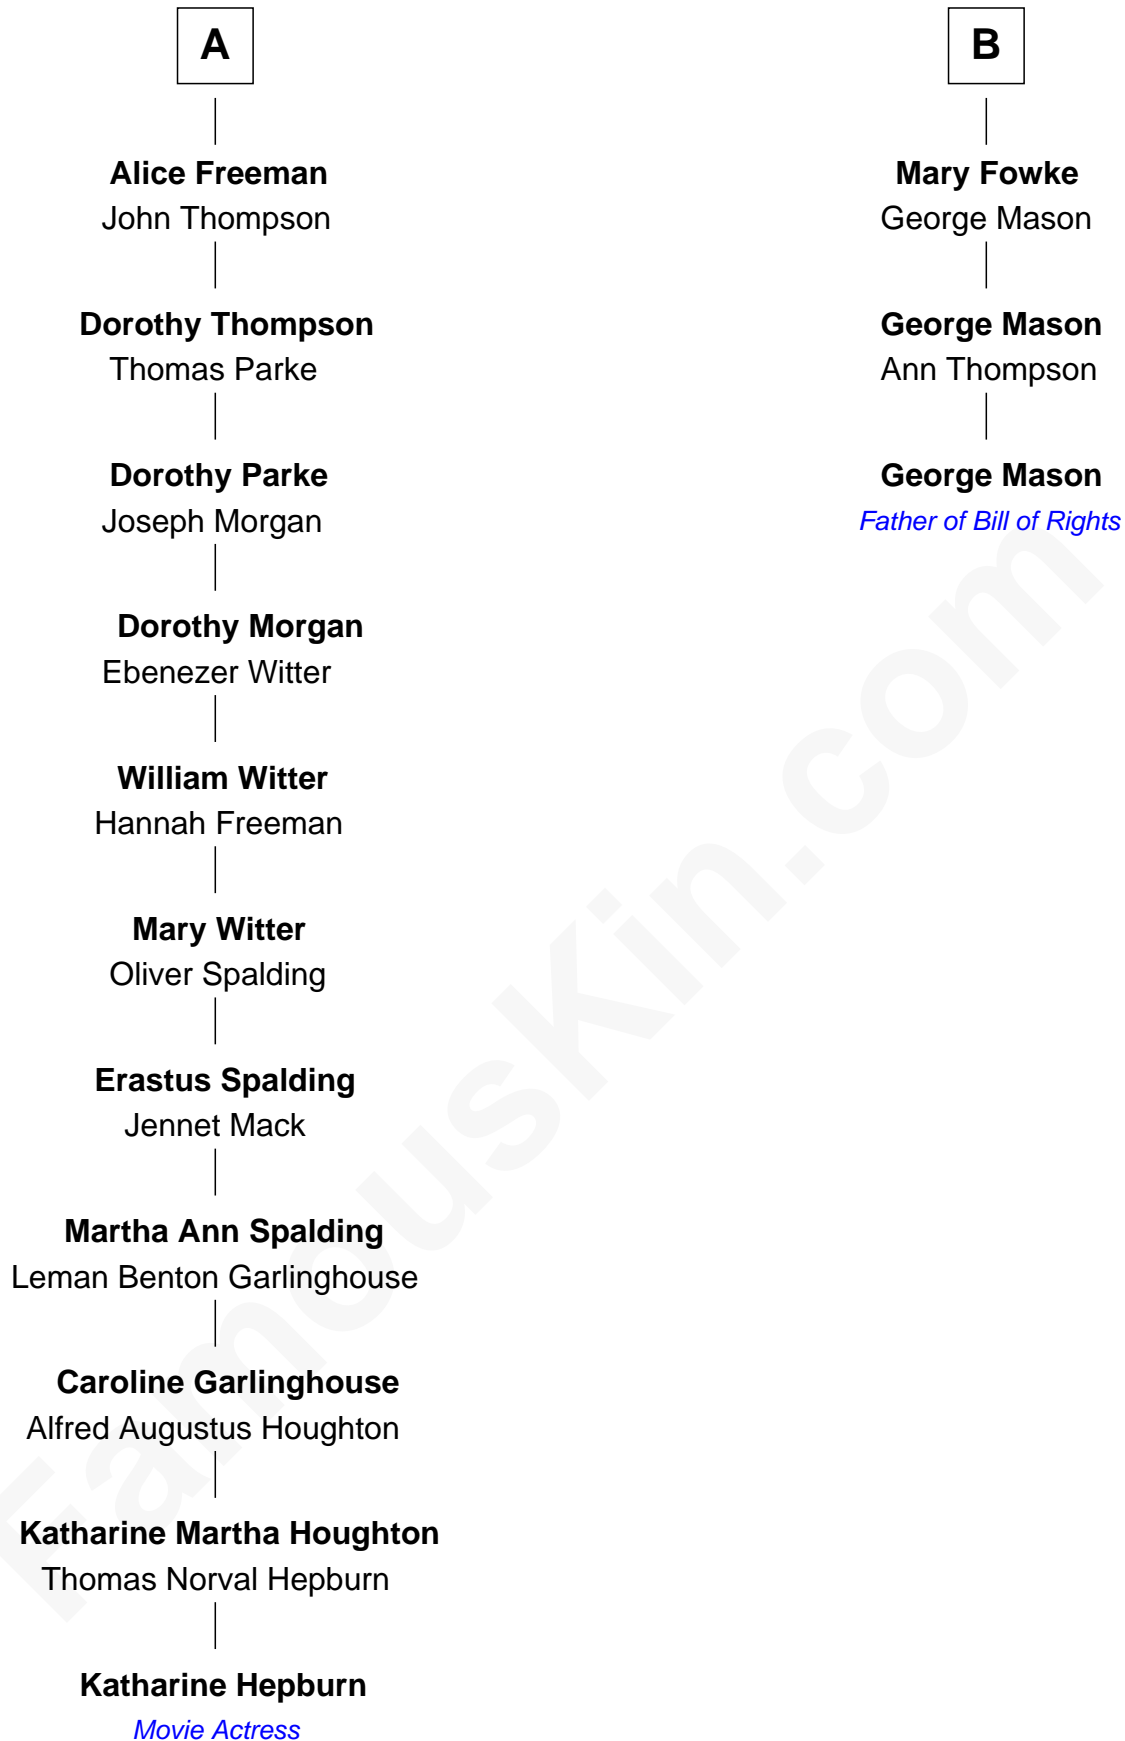 A
Alice Freeman
John Thompson
Dorothy Thompson
Thomas Parke
Dorothy Parke
Joseph Morgan
Dorothy Morgan
Ebenezer Witter
William Witter
Hannah Freeman
Mary Witter
Oliver Spalding
Erastus Spalding
Jennet Mack
Martha Ann Spalding
Leman Benton Garlinghouse
Caroline Garlinghouse
Alfred Augustus Houghton
Katharine Martha Houghton
Thomas Norval Hepburn
Katharine Hepburn
Movie Actress
B
Mary Fowke
George Mason
George Mason
Ann Thompson
George Mason
Father of Bill of Rights
FamousKin.com